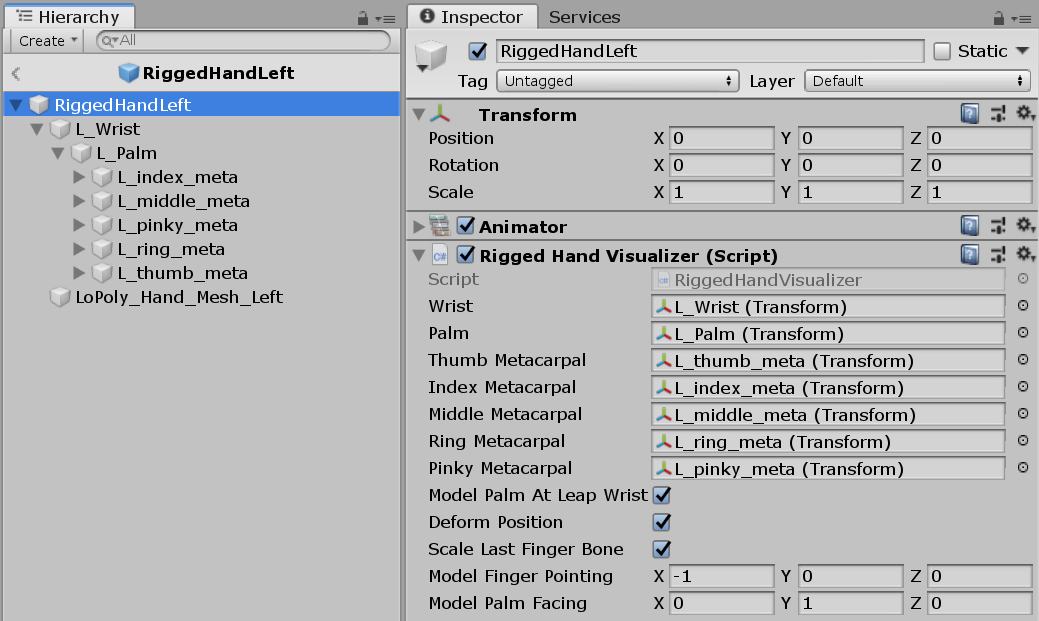 Hierarchy
Create
All
RiggedHandLeft
RiggedHandLeft
L_Wrist
L_Palm
L_index_meta
L_middle_meta
L_pinky_meta
L_ring_meta
L_thumb_meta
LoPoly_Hand_Mesh_Left
Inspector Services
RiggedHandLeft Static
Tag Untagged Layer Default
Transform
Position X 0 Y 0 Z 0
Rotation X 0 Y 0 Z 0
Scale X 1 Y 1 Z 1
Animator
C# Rigged Hand Visualizer (Script)
Script RiggedHandVisualizer
Wrist L_Wrist (Transform)
Palm L_Palm (Transform)
Thumb Metacarpal L_thumb_meta (Transform)
Index Metacarpal L_index_meta (Transform)
Middle Metacarpal L_middle_meta (Transform)
Ring Metacarpal L_ring_meta (Transform)
Pinky Metacarpal L_pinky_meta (Transform)
Model Palm At Leap Wrist
Deform Position
Scale Last Finger Bone
Model Finger Pointing X -1 Y 0 Z 0
Model Palm Facing X 0 Y 1 Z 0